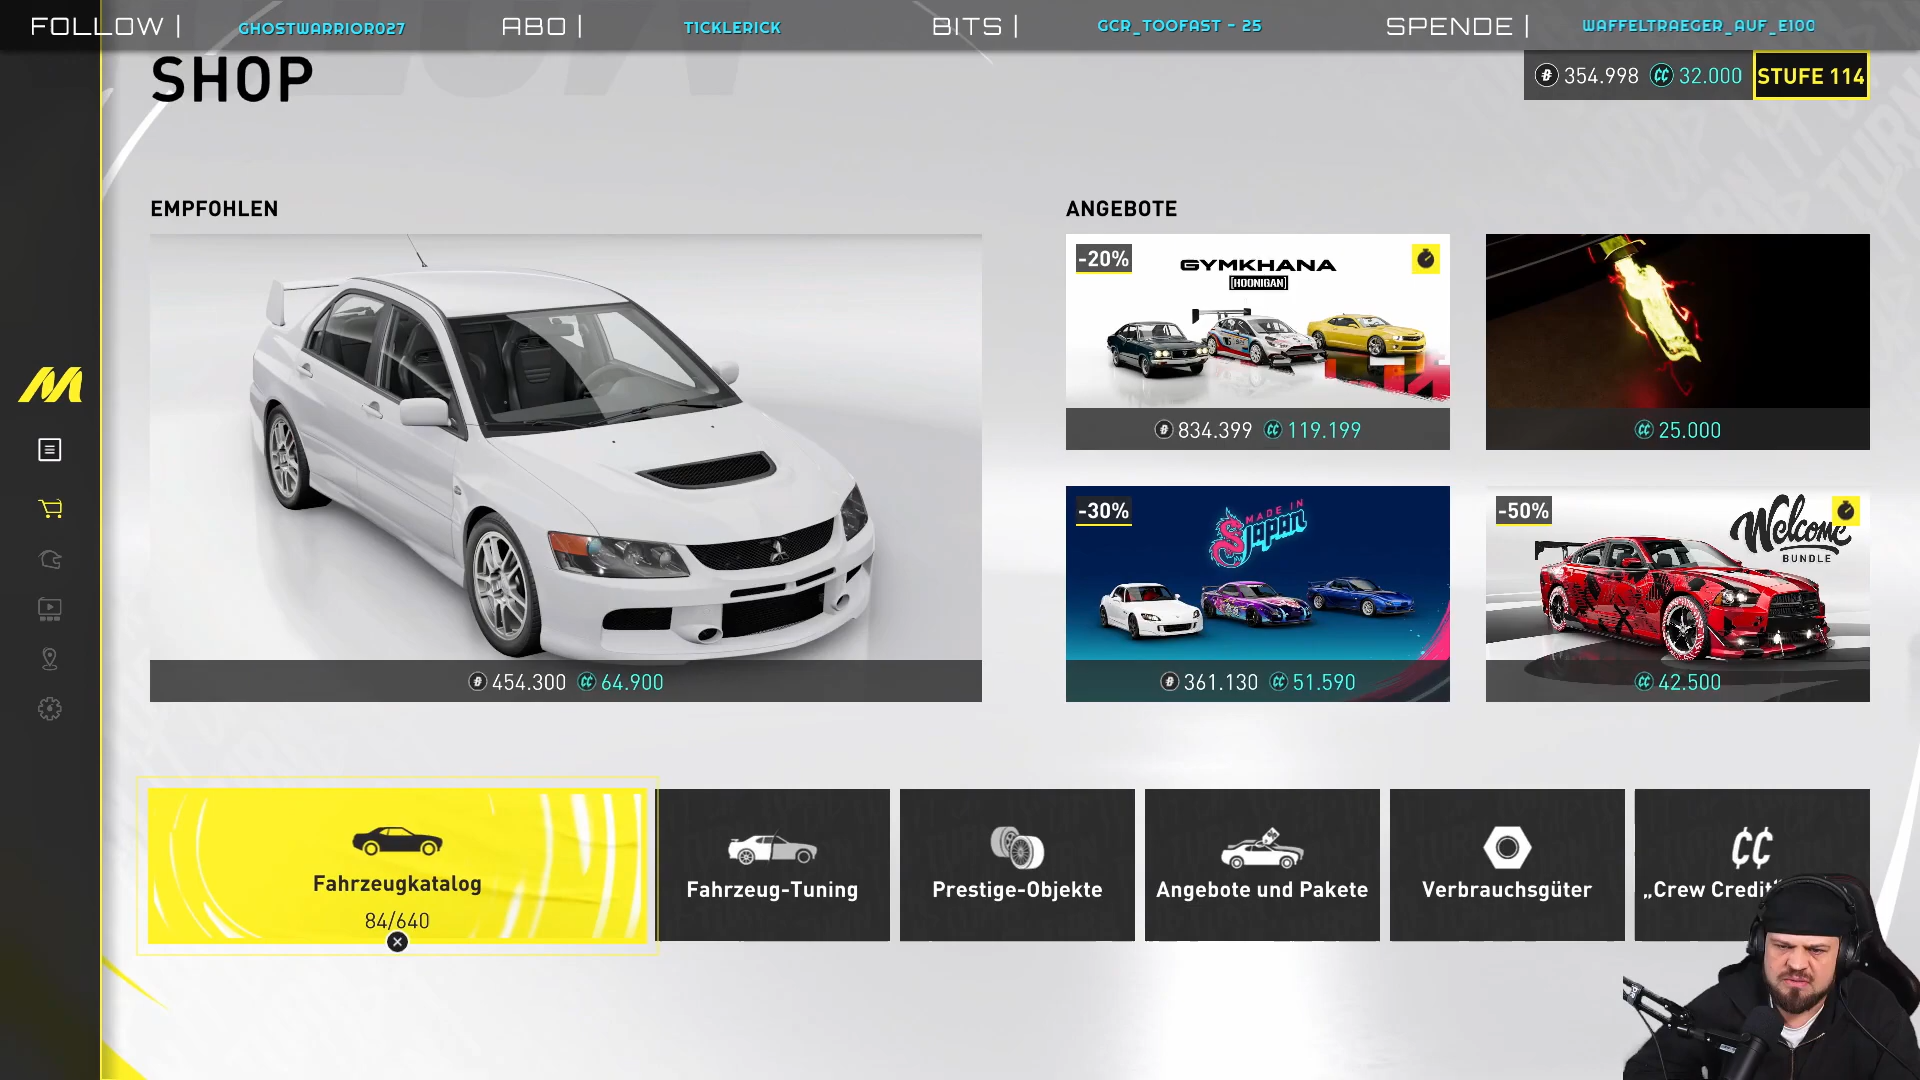 FOLLOW | GHOSTWARRIOR027 ABO | T1CKLERICK BITS | GCR_TOOFAST - 25 SPENDE | WAFFELTRAEGER_AUF_E100
SHOP
354.998 32.000 STUFE 114
EMPFOHLEN
454.300 64.900
ANGEBOTE
-20%
GYMKHANA
[HOONIGAN]
834.399 119.199
25.000
-30%
MADE IN
JAPAN
361.130 51.590
-50%
Welcome
BUNDLE
42.500
Fahrzeugkatalog
84/640
Fahrzeug-Tuning
Prestige-Objekte
Angebote und Pakete
Verbrauchsgüter
„Crew Credit